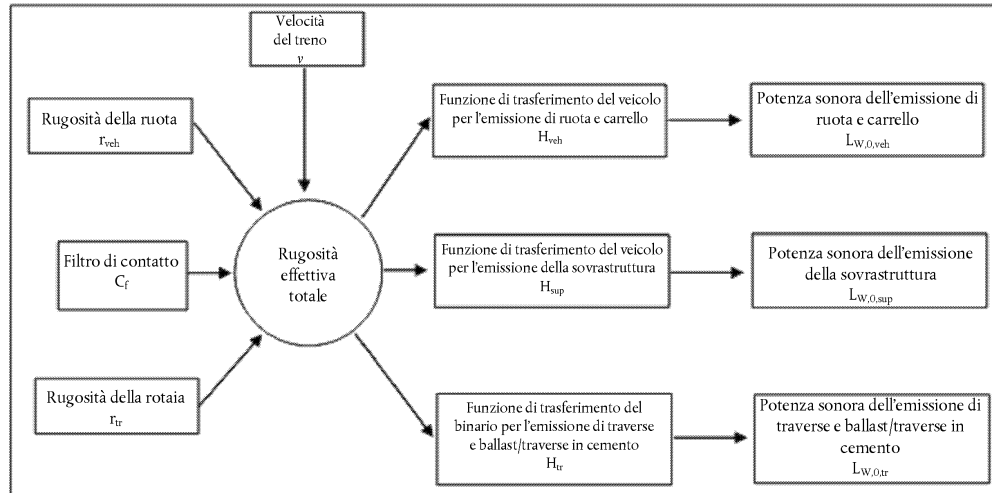 Velocità
del treno
v
Rugosità della ruota
r_veh
Filtro di contatto
C_f
Rugosità della rotaia
r_tr
Rugosità
effettiva
totale
Funzione di trasferimento del veicolo
per l'emissione di ruota e carrello
H_veh
Funzione di trasferimento del veicolo
per l'emissione della sovrastruttura
H_sup
Funzione di trasferimento del
binario per l'emissione di traverse
e ballast/traverse in cemento
H_tr
Potenza sonora dell'emissione di
ruota e carrello
L_W,0,veh
Potenza sonora dell'emissione
della sovrastruttura
L_W,0,sup
Potenza sonora dell'emissione di
traverse e ballast/traverse in
cemento
L_W,0,tr